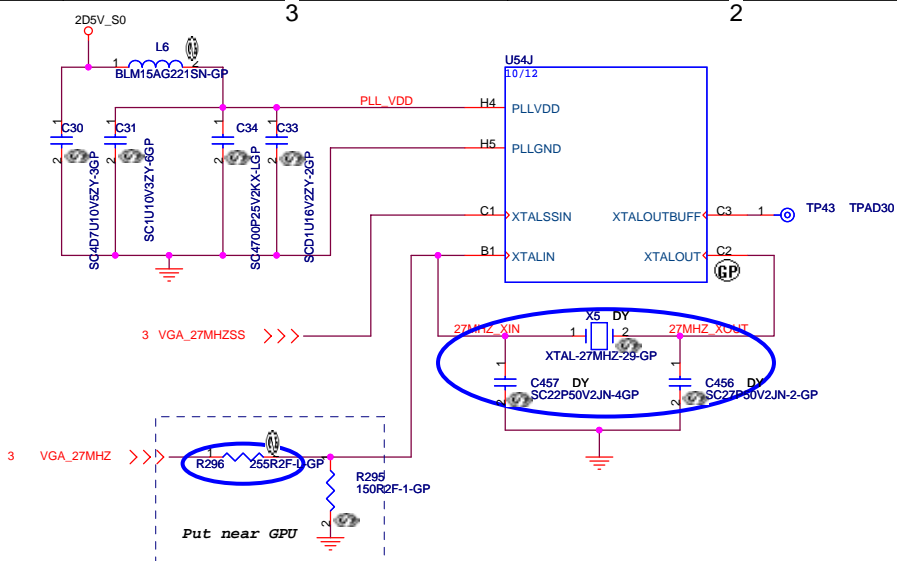 3
2
2D5V_S0
L6
1
2
BLM15AG221SN-GP
U54J
10/12
PLL_VDD
H4
PLLVDD
1
C30
2
SC4D7U10V5ZY-3GP
1
C31
2
SC1U10V3ZY-6GP
1
C34
2
SC4700P25V2KX-LGP
1
C33
2
SCD1U16V2ZY-2GP
H5
PLLGND
C1
XTALSSIN
XTALOUTBUFF
C3
1
TP43
TPAD30
B1
XTALIN
XTALOUT
C2
GP
3
VGA_27MHZSS
27MHZ_XIN
X5
DY
1
2
27MHZ_XOUT
XTAL-27MHZ-29-GP
1
C457
DY
2
SC22P50V2JN-4GP
1
C456
DY
2
SC27P50V2JN-2-GP
3
VGA_27MHZ
1
R296
255R2F-L-GP
R295
150R2F-1-GP
2
Put near GPU